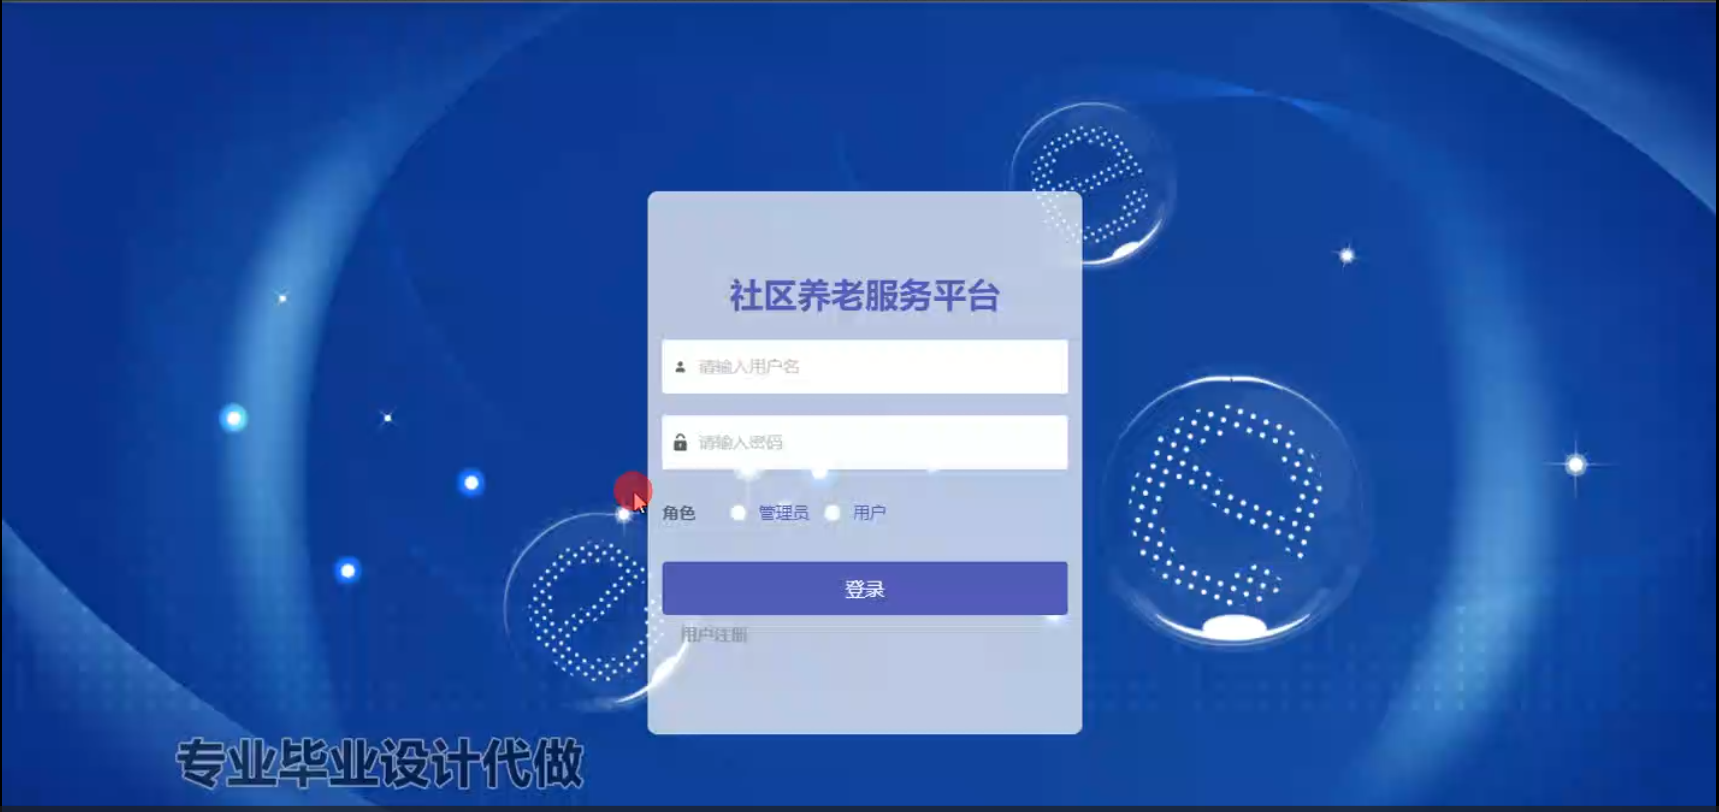 社区养老服务平台
请输入用户名
请输入密码
角色 管理员 用户
登录
用户注册
专业毕业设计代做